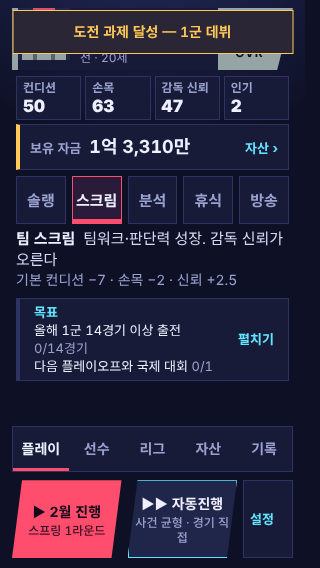 도전 과제 달성 — 1군 데뷔
전 · 20세
OVR
컨디션
50
손목
63
감독 신뢰
47
인기
2
보유 자금 1억 3,310만
자산 ›
솔랭
스크림
분석
휴식
방송
팀 스크림 팀워크·판단력 성장. 감독 신뢰가
오른다
기본 컨디션 −7 · 손목 −2 · 신뢰 +2.5
목표
올해 1군 14경기 이상 출전
0/14경기
다음 플레이오프와 국제 대회 0/1
펼치기
플레이
선수
리그
자산
기록
▶ 2월 진행
스프링 1라운드
▶▶ 자동진행
사건 균형 · 경기 직
접
설정